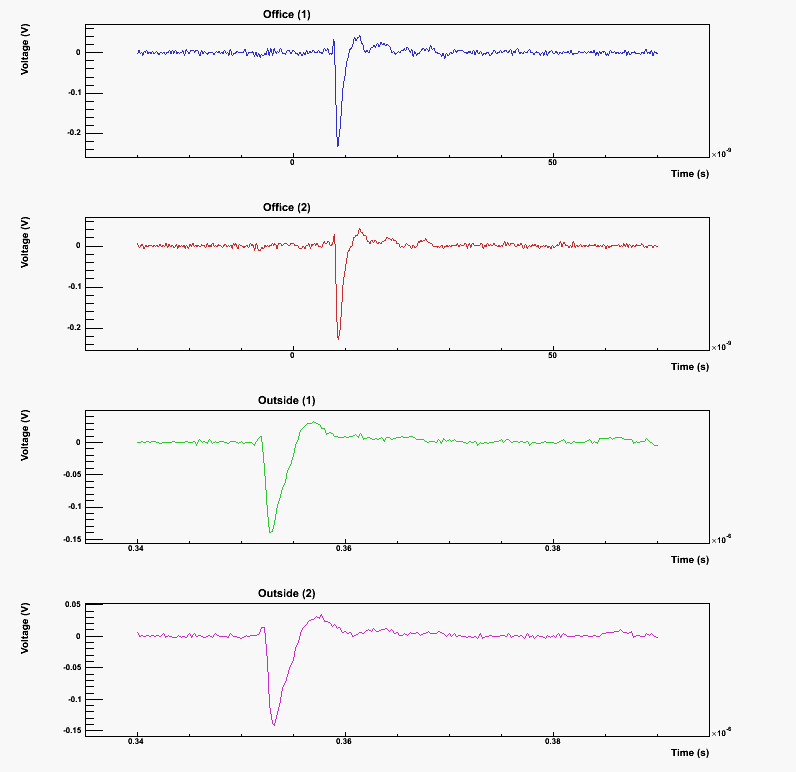 Office (1)
Voltage (V)
0
-0.1
-0.2
0
50
×10⁻⁹
Time (s)
Office (2)
Voltage (V)
0
-0.1
-0.2
0
50
×10⁻⁹
Time (s)
Outside (1)
Voltage (V)
0
-0.05
-0.1
-0.15
0.34
0.36
0.38
×10⁻⁶
Time (s)
Outside (2)
Voltage (V)
0.05
0
-0.05
-0.1
-0.15
0.34
0.36
0.38
×10⁻⁶
Time (s)